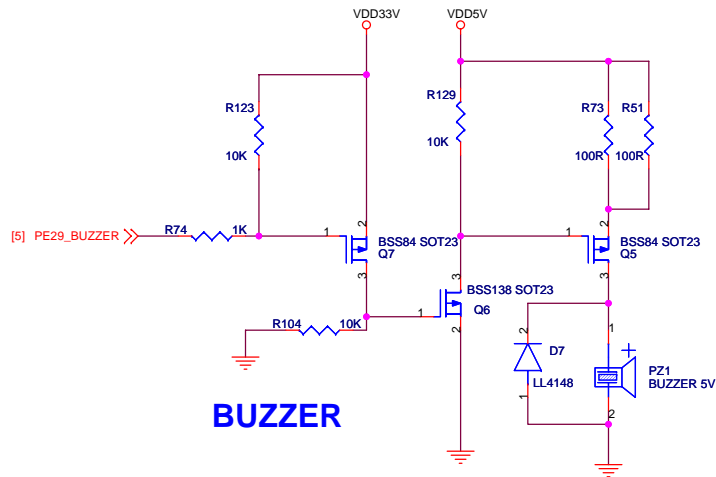 VDD33V VDD5V
R123
10K
R129
10K
R73 R51
100R 100R
[5] PE29_BUZZER R74 1K
1 2 3
BSS84 SOT23
Q7
1 2 3
BSS84 SOT23
Q5
R104 10K
1 3 2
BSS138 SOT23
Q6
2
D7
LL4148
1
1
+
PZ1
BUZZER 5V
2
BUZZER